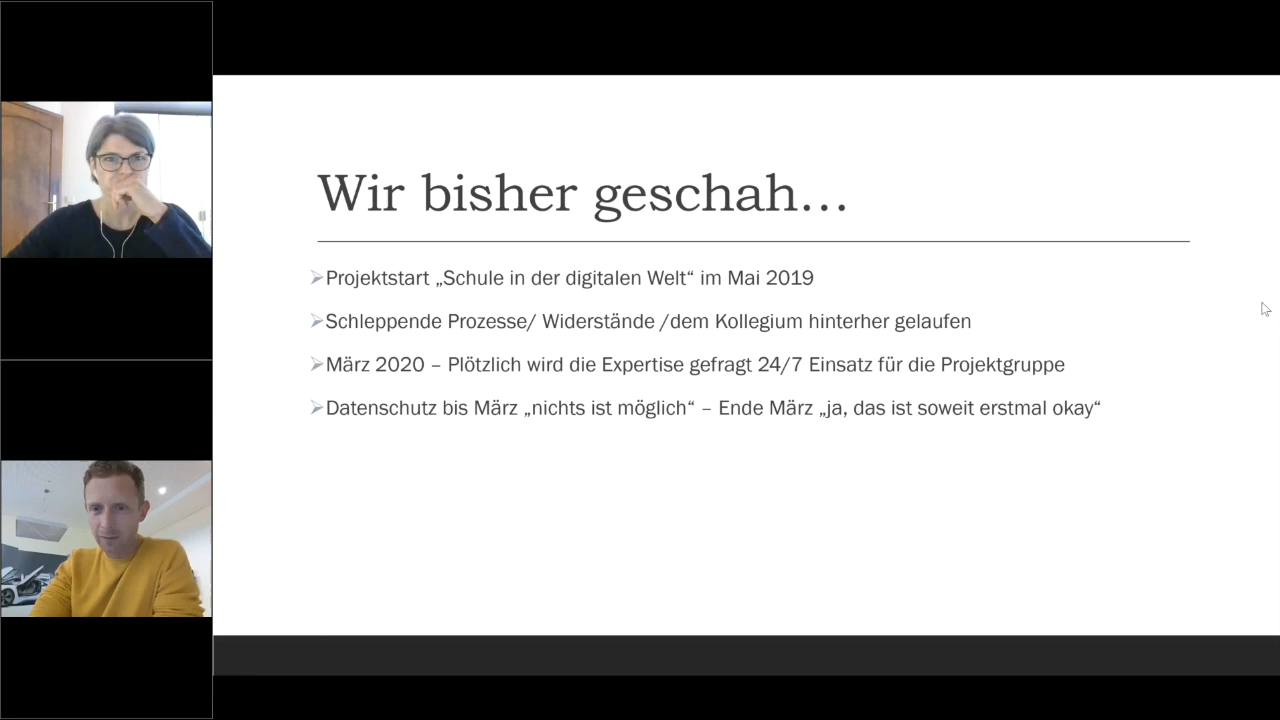 Wir bisher geschah...
Projektstart „Schule in der digitalen Welt“ im Mai 2019
Schleppende Prozesse/ Widerstände /dem Kollegium hinterher gelaufen
März 2020 – Plötzlich wird die Expertise gefragt 24/7 Einsatz für die Projektgruppe
Datenschutz bis März „nichts ist möglich“ – Ende März „ja, das ist soweit erstmal okay“